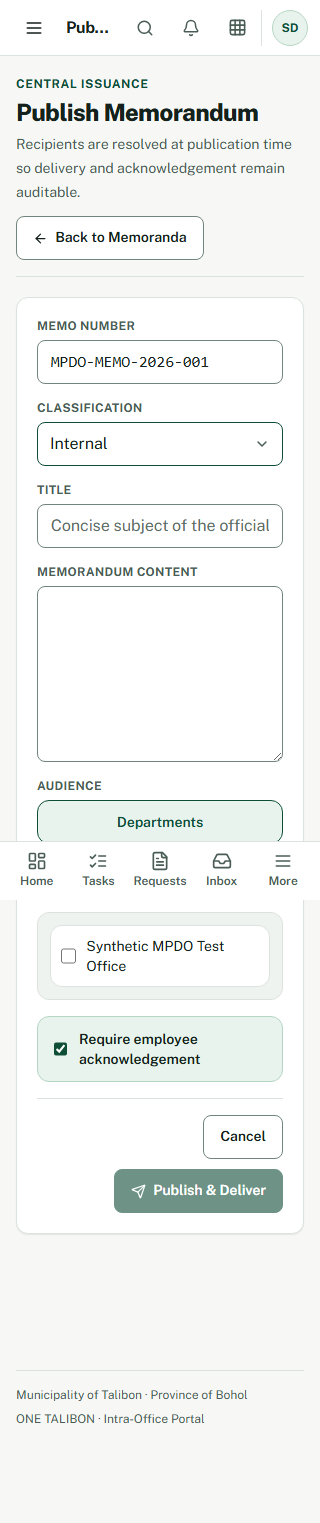 Pub...
SD
CENTRAL ISSUANCE
Publish Memorandum
Recipients are resolved at publication time
so delivery and acknowledgement remain
auditable.
Back to Memoranda
MEMO NUMBER
MPDO-MEMO-2026-001
CLASSIFICATION
Internal
TITLE
Concise subject of the official
MEMORANDUM CONTENT
AUDIENCE
Departments
Home
Tasks
Requests
Inbox
More
Synthetic MPDO Test
Office
Require employee
acknowledgement
Cancel
Publish & Deliver
Municipality of Talibon · Province of Bohol
ONE TALIBON · Intra-Office Portal